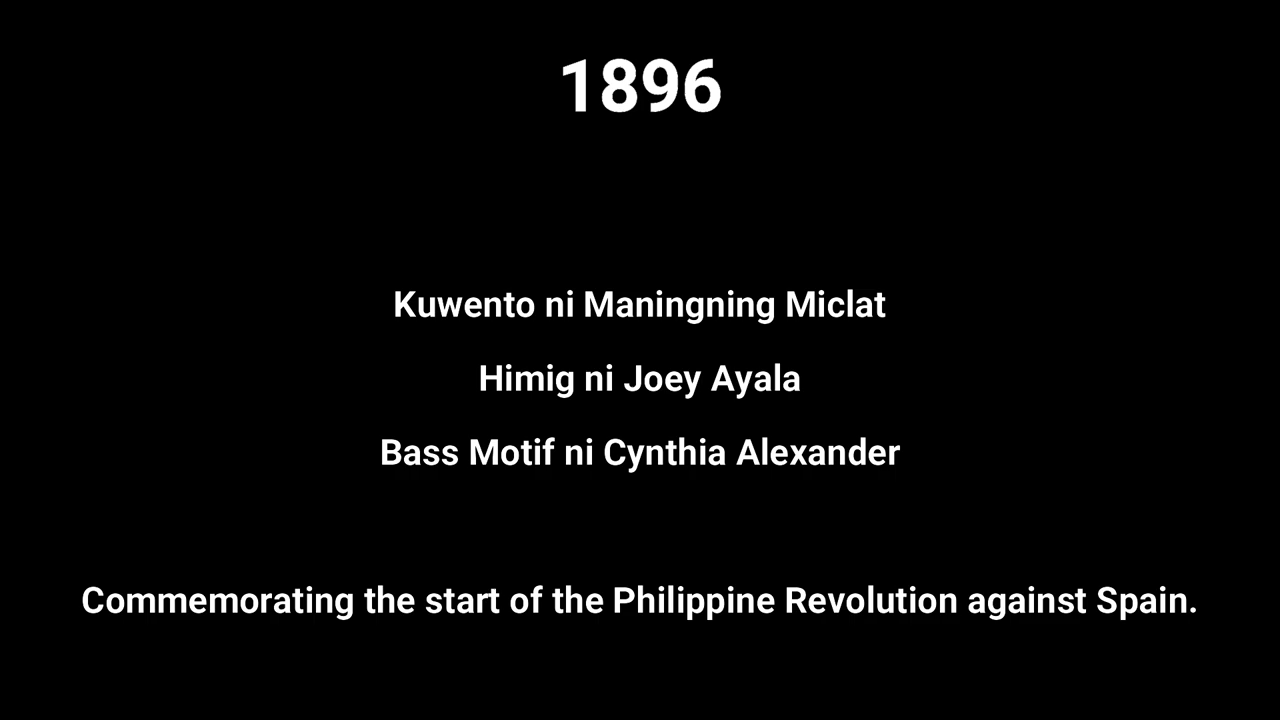 1896
Kuwento ni Maningning Miclat
Himig ni Joey Ayala
Bass Motif ni Cynthia Alexander
Commemorating the start of the Philippine Revolution against Spain.